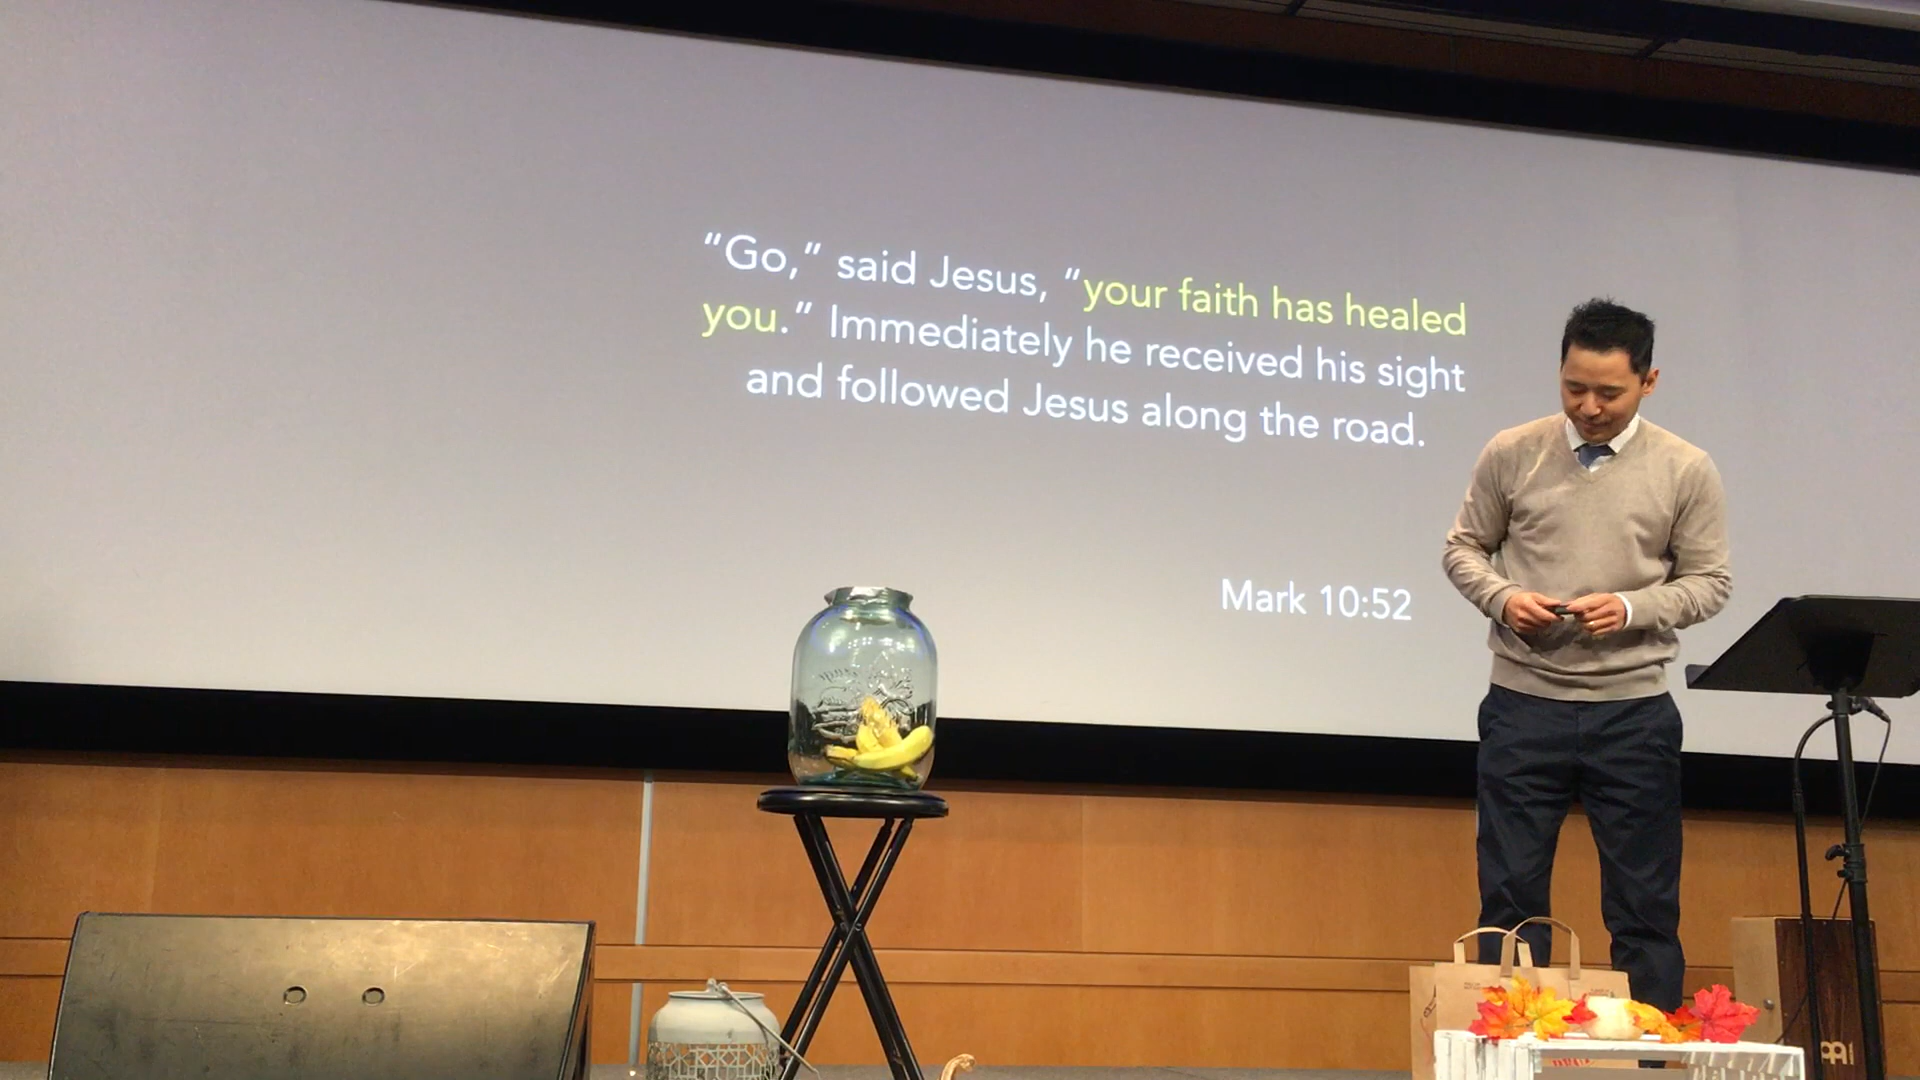 “Go,” said Jesus, “your faith has healed
you.” Immediately he received his sight
and followed Jesus along the road.
Mark 10:52